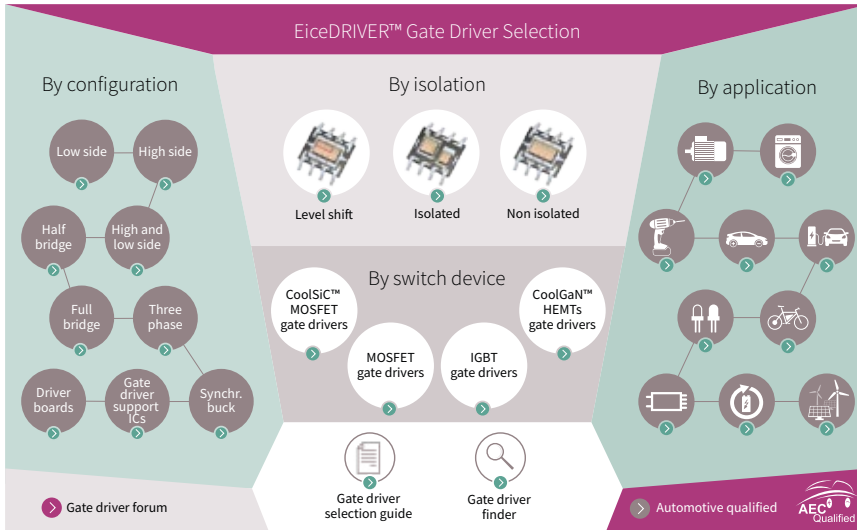 EiceDRIVER™ Gate Driver Selection
By configuration
Low side
High side
Half
bridge
High and
low side
Full
bridge
Three
phase
Driver
boards
Gate
driver
support
ICs
Synchr.
buck
By isolation
Level shift
Isolated
Non isolated
By switch device
CoolSiC™
MOSFET
gate drivers
MOSFET
gate drivers
IGBT
gate drivers
CoolGaN™
HEMTs
gate drivers
By application
Gate driver forum
Gate driver
selection guide
Gate driver
finder
Automotive qualified
AEC
Qualified